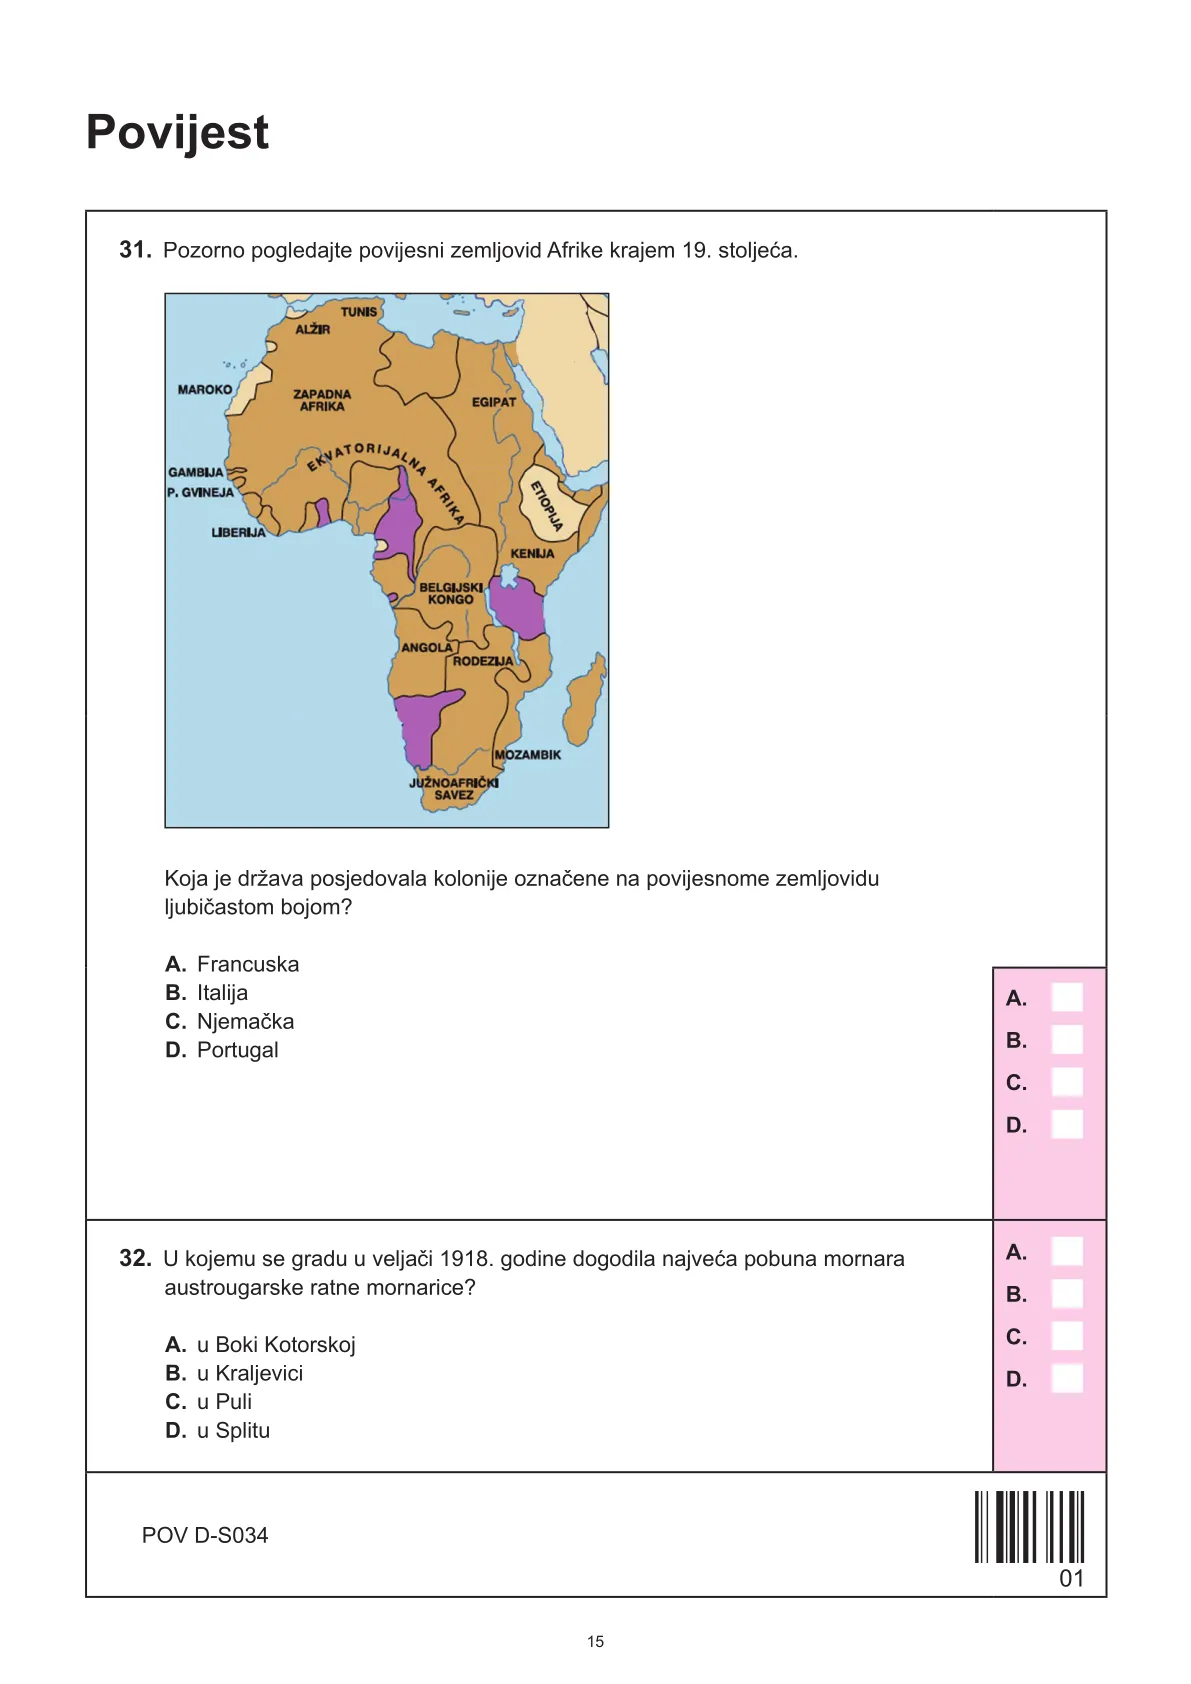 Povijest
31. Pozorno pogledajte povijesni zemljovid Afrike krajem 19. stoljeća.
TUNIS
ALŽIR
MAROKO
ZAPADNA
AFRIKA
EGIPAT
EKVATORIJALNA AFRIKA
GAMBIJA
P. GVINEJA
ETIOPIJA
LIBERIJA
KENIJA
BELGIJSKI
KONGO
ANGOLA
RODEZIJA
MOZAMBIK
JUŽNOAFRIČKI
SAVEZ
Koja je država posjedovala kolonije označene na povijesnome zemljovidu
ljubičastom bojom?
A. Francuska
B. Italija
C. Njemačka
D. Portugal
A.
B.
C.
D.
32. U kojemu se gradu u veljači 1918. godine dogodila najveća pobuna mornara
austrougarske ratne mornarice?
A. u Boki Kotorskoj
B. u Kraljevici
C. u Puli
D. u Splitu
A.
B.
C.
D.
POV D-S034
01
15